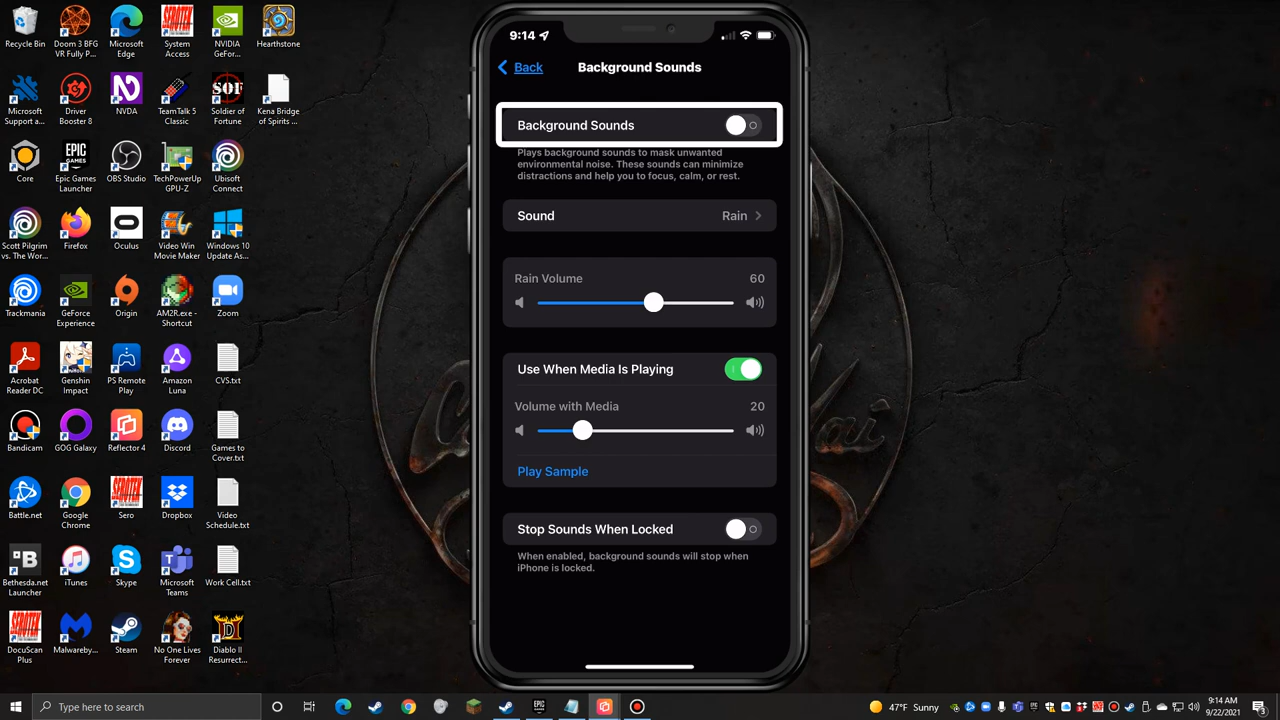 Recycle Bin
Doom 3 BFG
VR Fully P...
Microsoft
Edge
SEROTEK
System
Access
NVIDIA
GeFor...
Hearthstone
Microsoft
Support a...
Driver
Booster 8
NVDA
TeamTalk 5
Classic
SOF
Soldier of
Fortune
Kena Bridge
of Spirits ...
Core
EPIC
GAMES
Epic Games
Launcher
OBS Studio
TechPowerUp
GPU-Z
Ubisoft
Connect
Scott Pilgrim
vs. The Wor...
Firefox
Oculus
Video Win
Movie Maker
Windows 10
Update As...
Trackmania
GeForce
Experience
Origin
AM2R.exe -
Shortcut
Zoom
Acrobat
Reader DC
Genshin
Impact
PS Remote
Play
Amazon
Luna
CVS.txt
Bandicam
GOG Galaxy
Reflector 4
Discord
Games to
Cover.txt
Battle.net
Google
Chrome
SEROTEK
Sero
Dropbox
Video
Schedule.txt
B
Bethesda.net
Launcher
iTunes
Skype
Microsoft
Teams
Work Cell.txt
SEROTEK
DocuScan
Plus
Malwareby...
Steam
No One Lives
Forever
Diablo II
Resurrect...
9:14
Back
Background Sounds
Background Sounds
Plays background sounds to mask unwanted
environmental noise. These sounds can minimize
distractions and help you to focus, calm, or rest.
Sound Rain
Rain Volume 60
Use When Media Is Playing
Volume with Media 20
Play Sample
Stop Sounds When Locked
When enabled, background sounds will stop when
iPhone is locked.
Type here to search
47°F Sunny
9:14 AM
9/22/2021